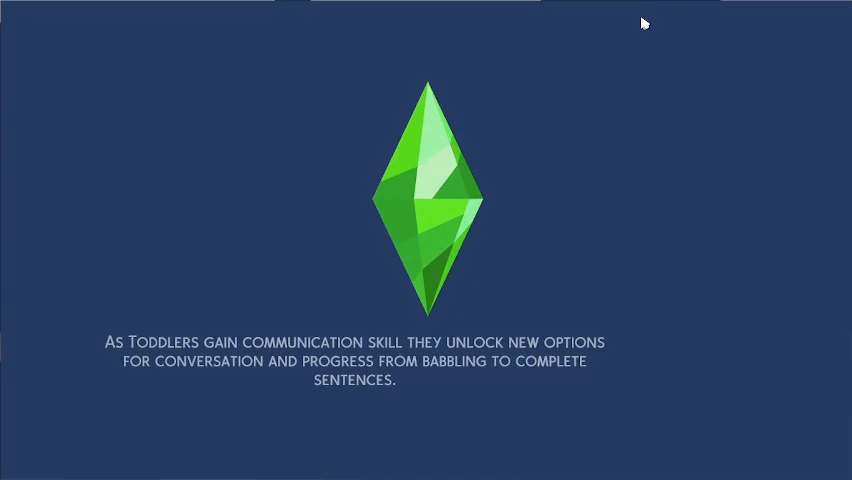 As Toddlers gain communication skill they unlock new options
for conversation and progress from babbling to complete
sentences.